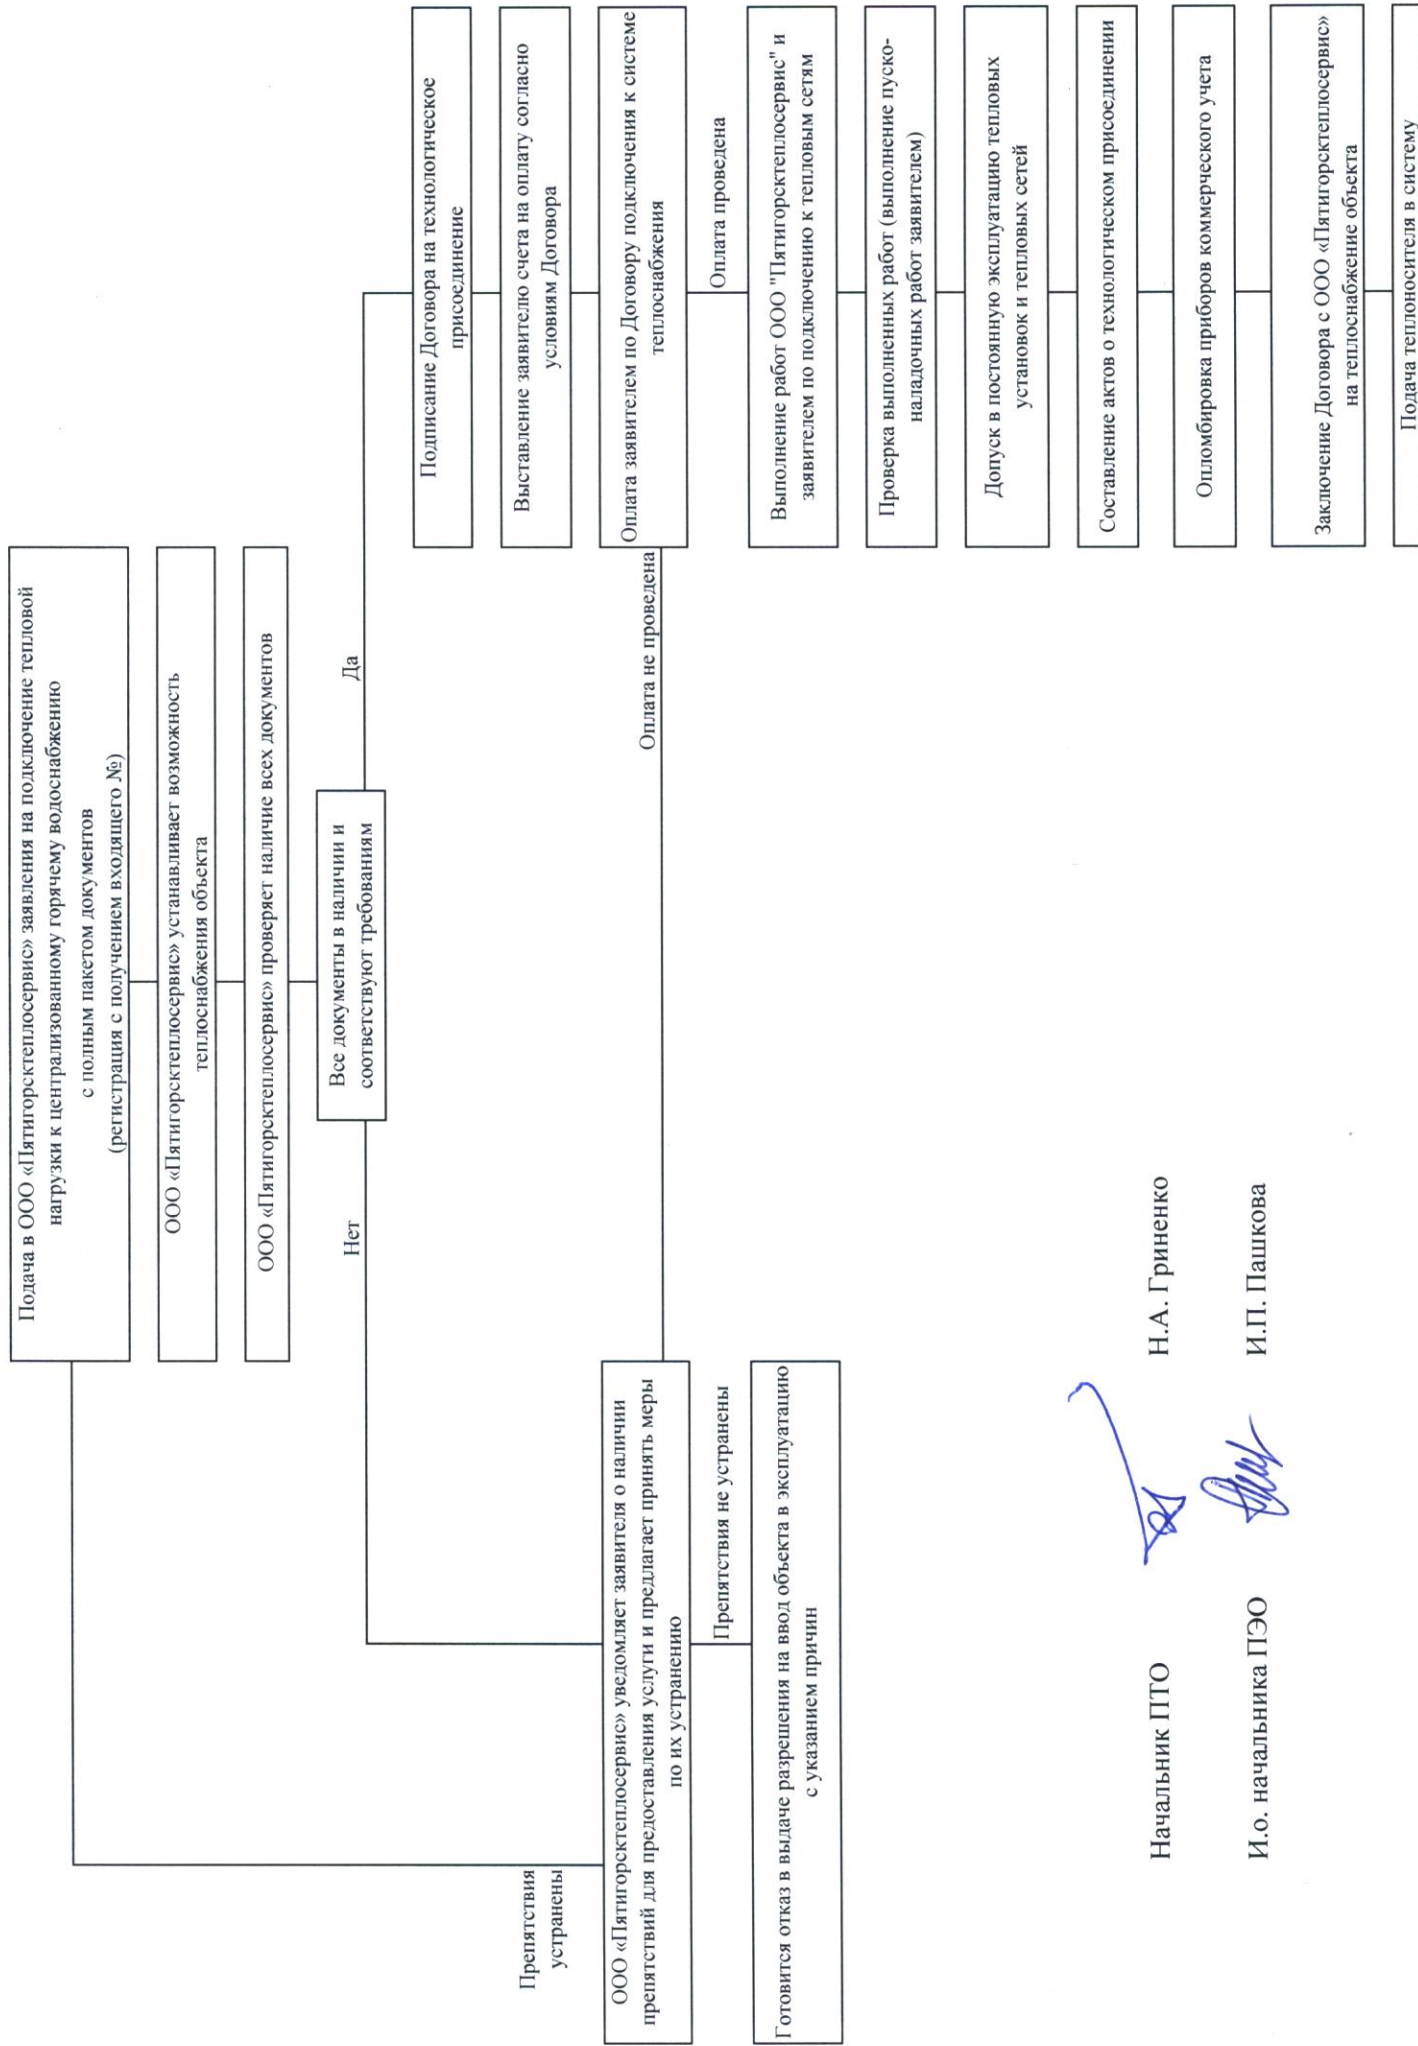 Подача в ООО «Пятигорсктеплосервис» заявления на подключение тепловой
нагрузки к централизованному горячему водоснабжению
с полным пакетом документов
(регистрация с получением входящего №)
ООО «Пятигорсктеплосервис» устанавливает возможность
теплоснабжения объекта
ООО «Пятигорсктеплосервис» проверяет наличие всех документов
Все документы в наличии и
соответствуют требованиям
Нет
Да
Подписание Договора на технологическое
присоединение
Выставление заявителю счета на оплату согласно
условиям Договора
Оплата заявителем по Договору подключения к системе
теплоснабжения
Оплата не проведена
Оплата проведена
Препятствия
устранены
ООО «Пятигорсктеплосервис» уведомляет заявителя о наличии
препятствий для предоставления услуги и предлагает принять меры
по их устранению
Препятствия не устранены
Готовится отказ в выдаче разрешения на ввод объекта в эксплуатацию
с указанием причин
Выполнение работ ООО "Пятигорсктеплосервис" и
заявителем по подключению к тепловым сетям
Проверка выполненных работ (выполнение пуско-
наладочных работ заявителем)
Допуск в постоянную эксплуатацию тепловых
установок и тепловых сетей
Составление актов о технологическом присоединении
Опломбировка приборов коммерческого учета
Заключение Договора с ООО «Пятигорсктеплосервис»
на теплоснабжение объекта
Подача теплоносителя в систему
Начальник ПТО Н.А. Гриненко
И.о. начальника ПЭО И.П. Пашкова